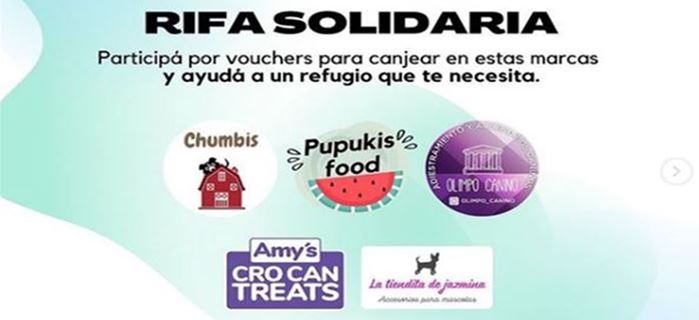 RIFA SOLIDARIA
Participá por vouchers para canjear en estas marcas
y ayudá a un refugio que te necesita.
Chumbis
Pupukis
food
ADIESTRAMIENTO Y
OLIMPO CANINO
OLIMPO_CANINO
Amy's
CRO CAN
TREATS
La tiendita de jazmina
Accesorios para mascotas